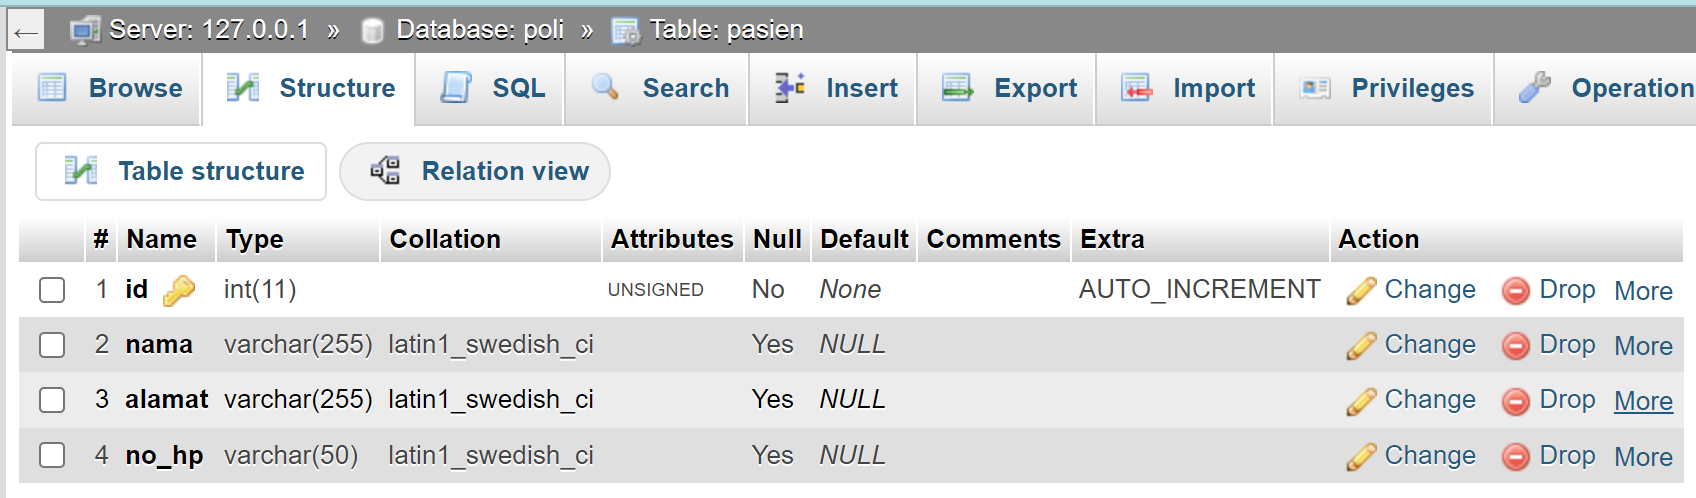 ← Server: 127.0.0.1 » Database: poli » Table: pasien
Browse Structure SQL Search Insert Export Import Privileges Operation
Table structure Relation view
# Name Type Collation Attributes Null Default Comments Extra Action
1 id int(11) UNSIGNED No None AUTO_INCREMENT Change Drop More
2 nama varchar(255) latin1_swedish_ci Yes NULL Change Drop More
3 alamat varchar(255) latin1_swedish_ci Yes NULL Change Drop More
4 no_hp varchar(50) latin1_swedish_ci Yes NULL Change Drop More